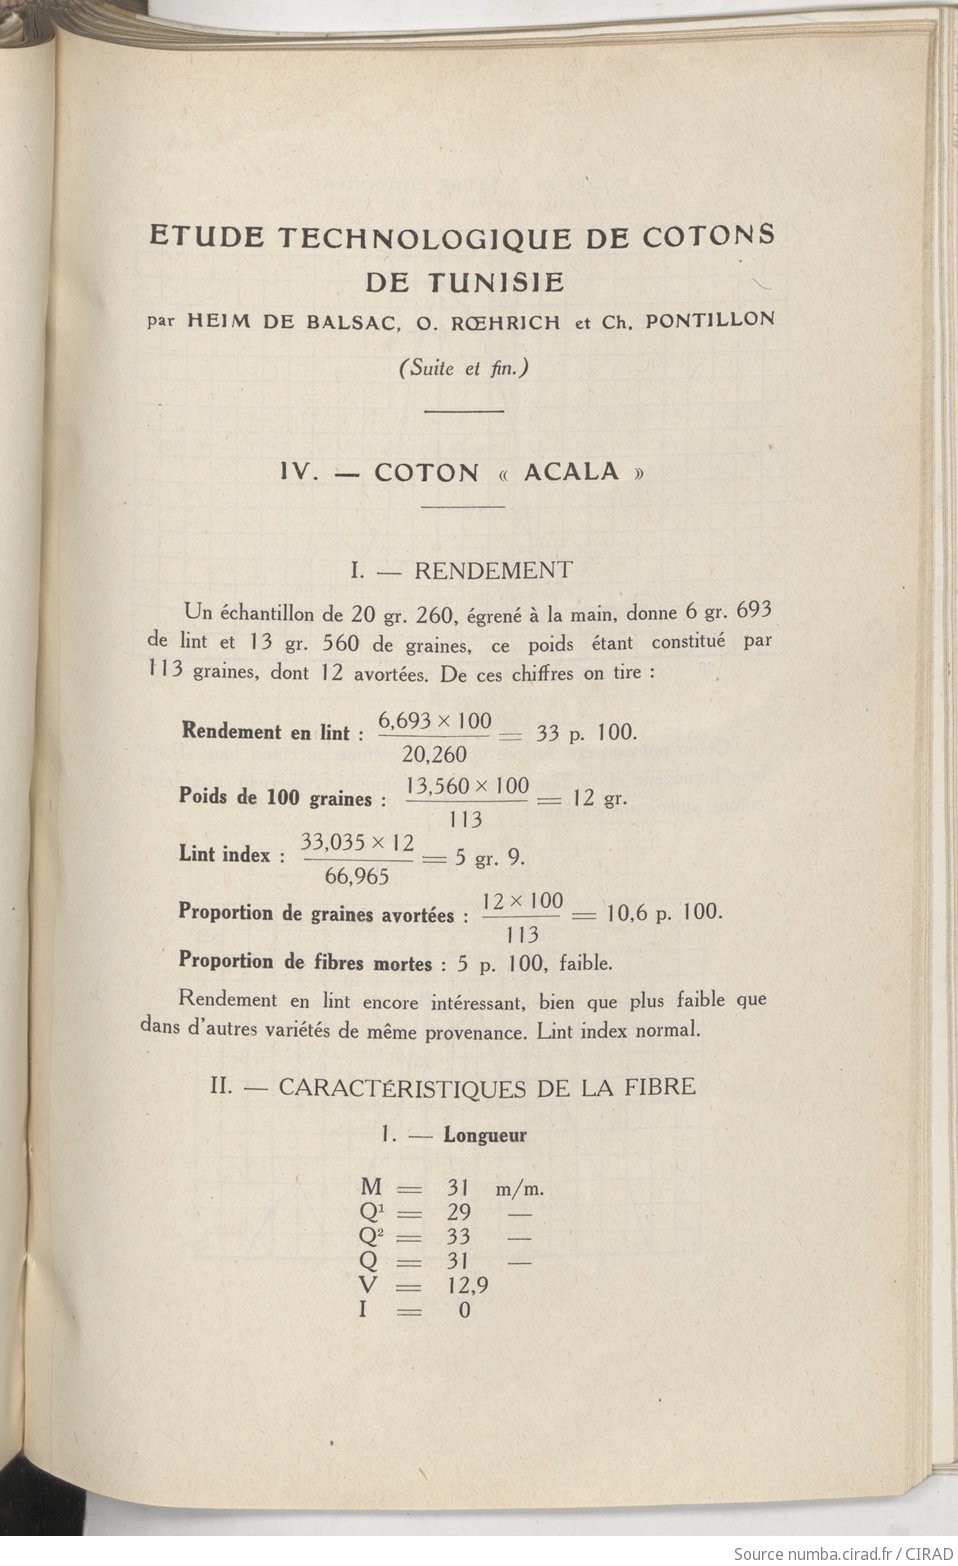 ETUDE TECHNOLOGIQUE DE COTONS
DE TUNISIE
par HEIM DE BALSAC, O. RŒHRICH et Ch. PONTILLON
(Suite et fin.)
IV. — COTON « ACALA »
I. — RENDEMENT
Un échantillon de 20 gr. 260, égrené à la main, donne 6 gr. 693
de lint et 13 gr. 560 de graines, ce poids étant constitué par
113 graines, dont 12 avortées. De ces chiffres on tire :
Rendement en lint : 6,693 × 100 / 20,260 = 33 p. 100.
Poids de 100 graines : 13,560 × 100 / 113 = 12 gr.
Lint index : 33,035 × 12 / 66,965 = 5 gr. 9.
Proportion de graines avortées : 12 × 100 / 113 = 10,6 p. 100.
Proportion de fibres mortes : 5 p. 100, faible.
Rendement en lint encore intéressant, bien que plus faible que
dans d'autres variétés de même provenance. Lint index normal.
II. — CARACTÉRISTIQUES DE LA FIBRE
1. — Longueur
M = 31 m/m.
Q¹ = 29 —
Q² = 33 —
Q = 31 —
V = 12,9
I = 0
Source numba.cirad.fr / CIRAD